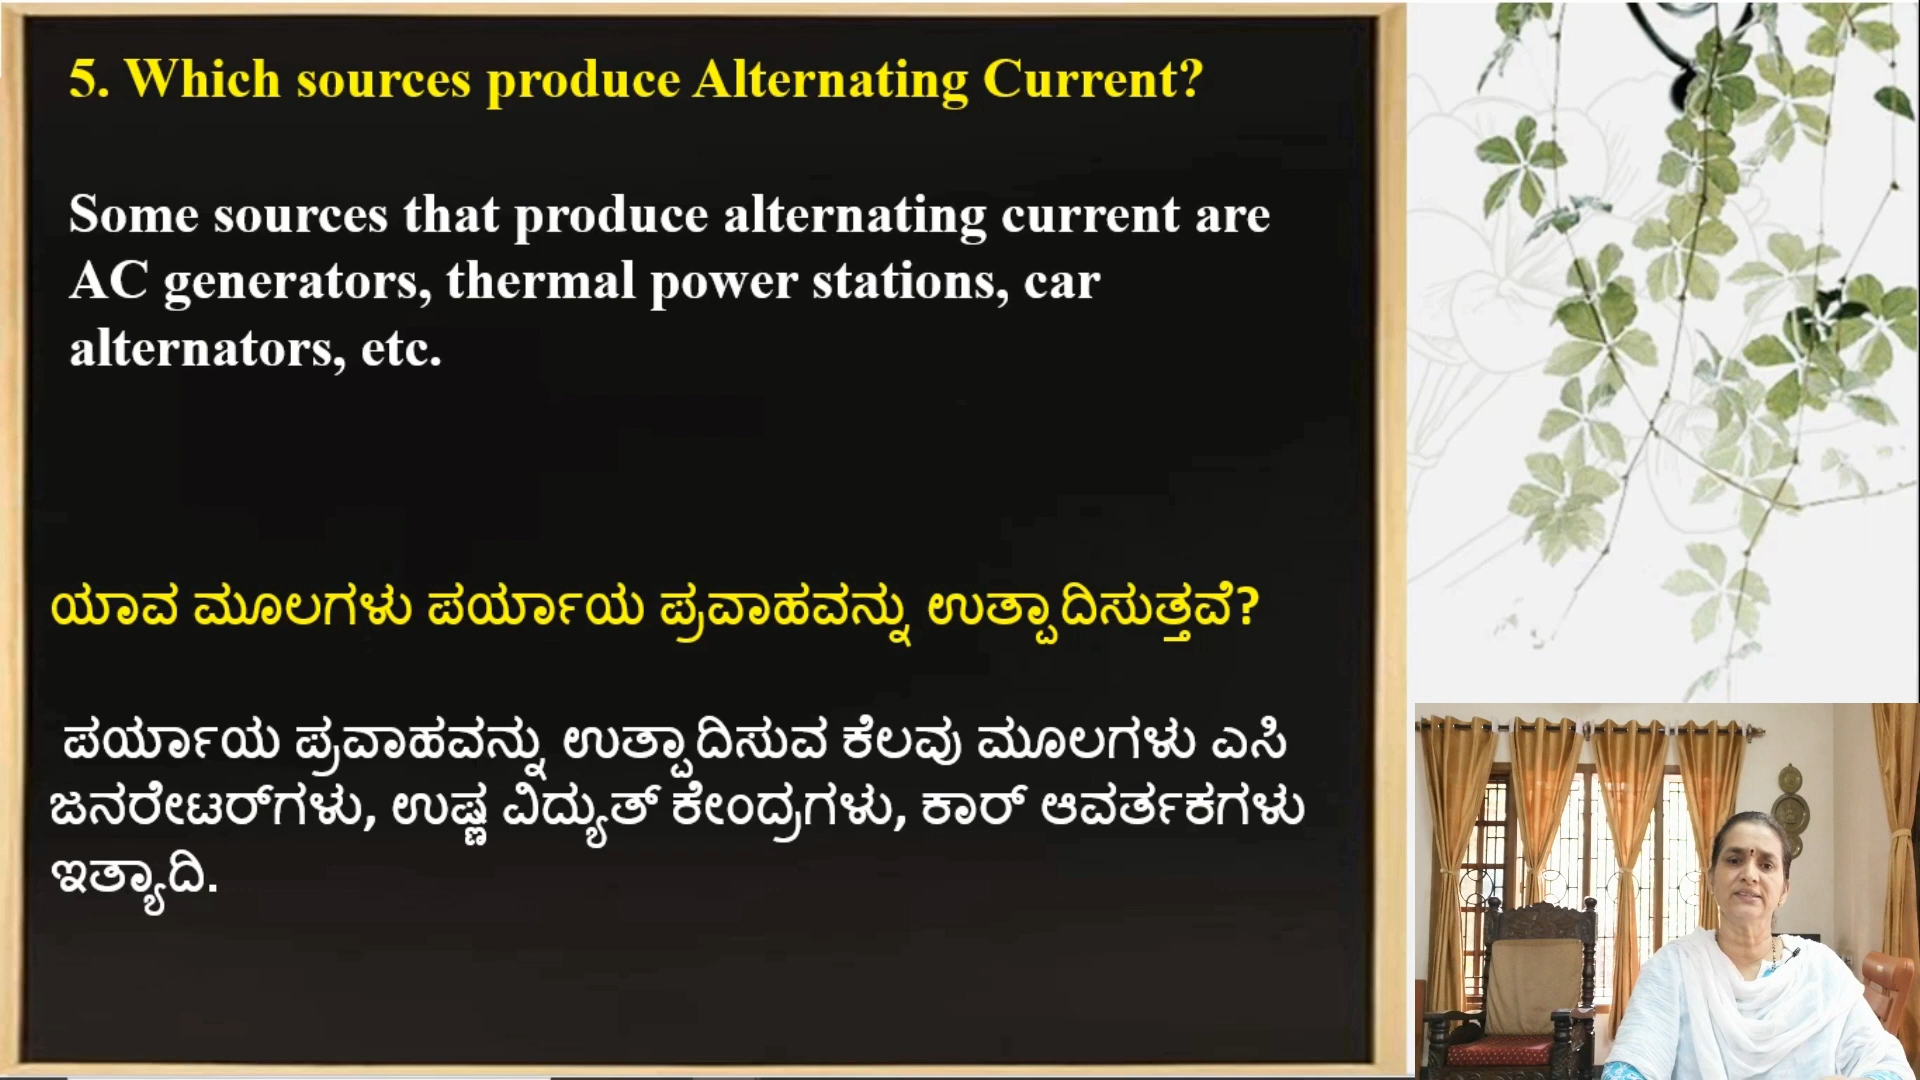 5. Which sources produce Alternating Current?
Some sources that produce alternating current are
AC generators, thermal power stations, car
alternators, etc.
ಯಾವ ಮೂಲಗಳು ಪರ್ಯಾಯ ಪ್ರವಾಹವನ್ನು ಉತ್ಪಾದಿಸುತ್ತವೆ?
ಪರ್ಯಾಯ ಪ್ರವಾಹವನ್ನು ಉತ್ಪಾದಿಸುವ ಕೆಲವು ಮೂಲಗಳು ಎಸಿ
ಜನರೇಟರ್‌ಗಳು, ಉಷ್ಣ ವಿದ್ಯುತ್ ಕೇಂದ್ರಗಳು, ಕಾರ್ ಆವರ್ತಕಗಳು
ಇತ್ಯಾದಿ.